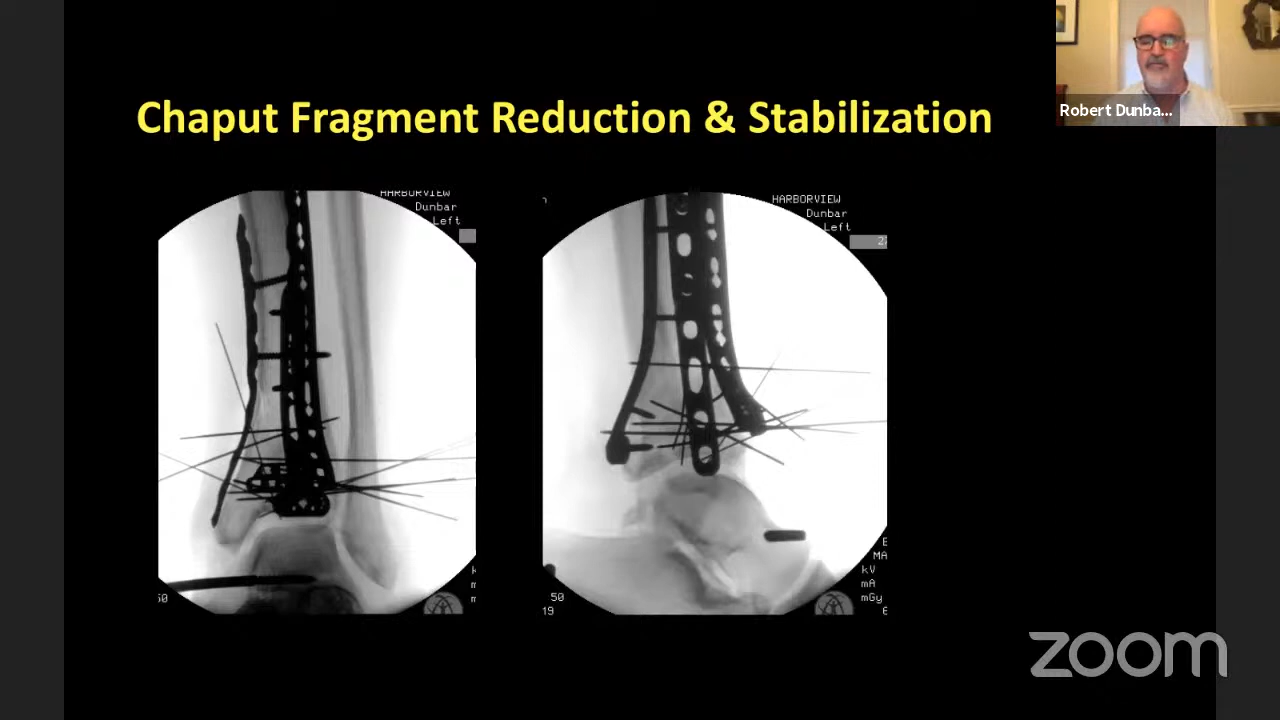 Chaput Fragment Reduction & Stabilization
Robert Dunba...
HARBORVIEW
Dunbar
Left
50
HARBORVIEW
Dunbar
Left
MA
kV
mA
mGy
50
19
zoom